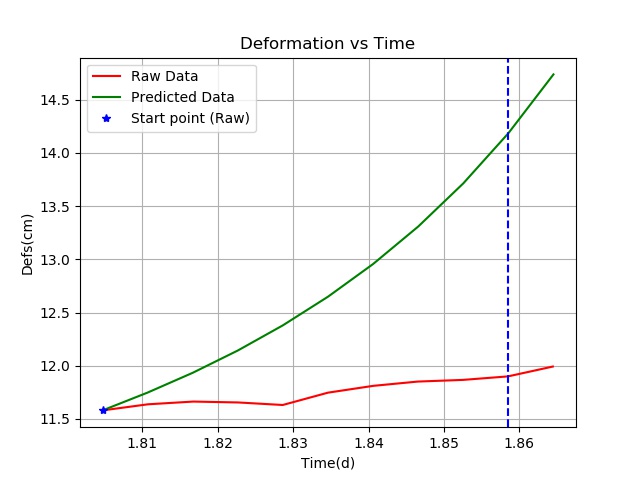 Deformation vs Time
Raw Data
Predicted Data
Start point (Raw)
14.5
14.0
13.5
13.0
12.5
12.0
11.5
Defs(cm)
1.81 1.82 1.83 1.84 1.85 1.86
Time(d)